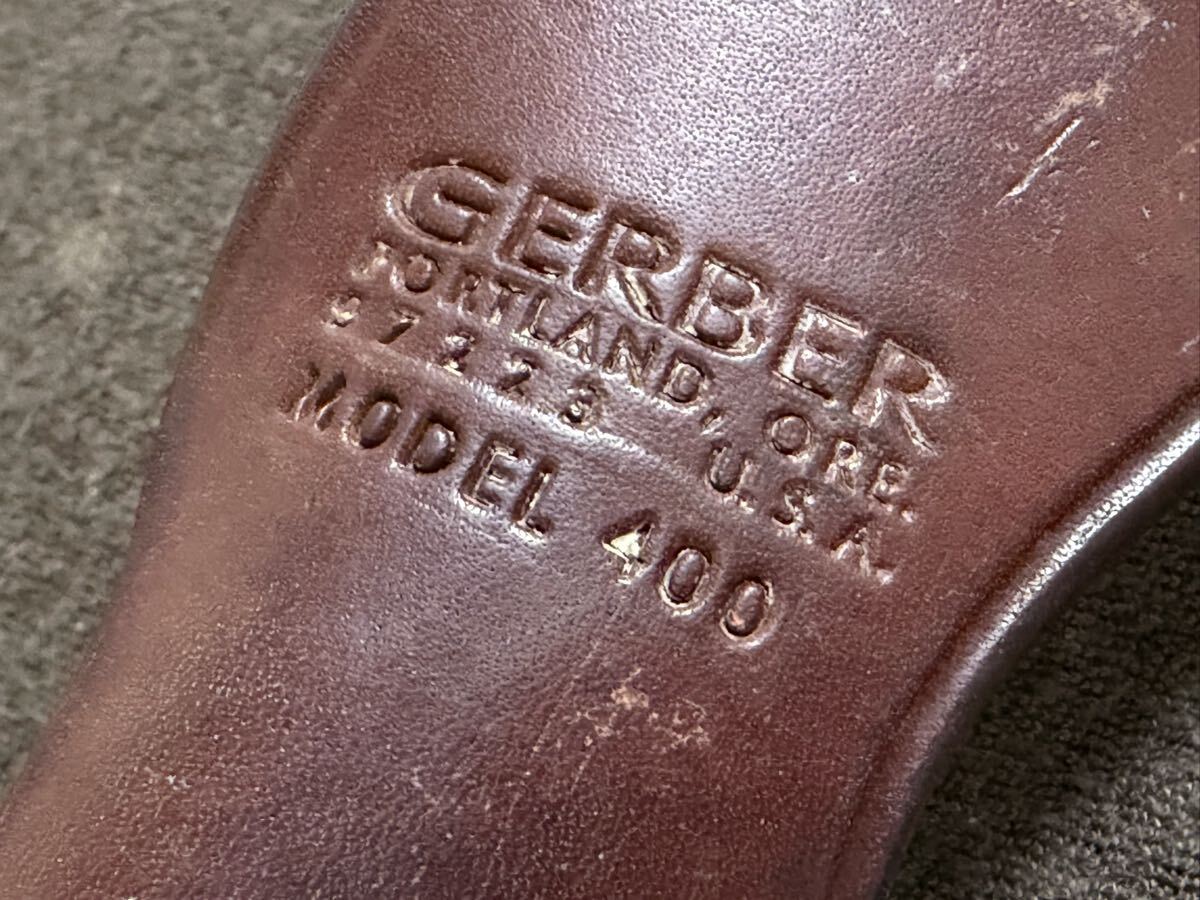 GERBER
PORTLAND, ORE.
97223 U.S.A.
MODEL 400